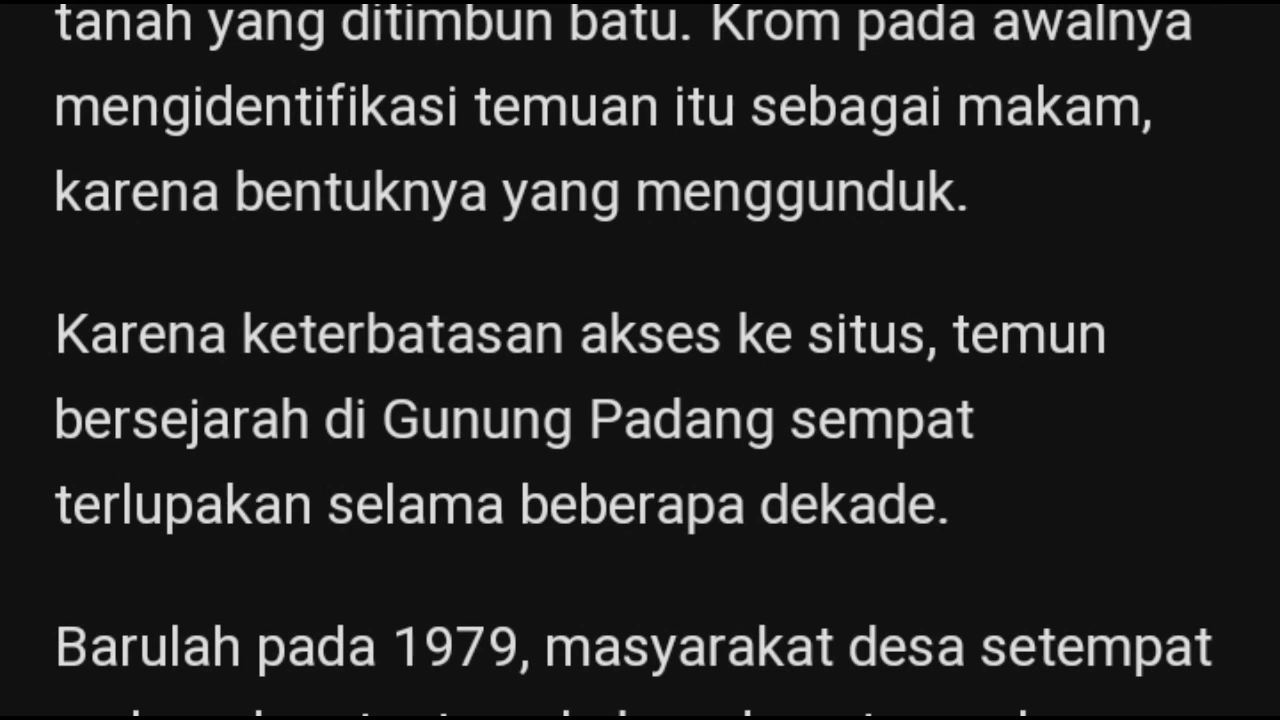 tanah yang ditimbun batu. Krom pada awalnya
mengidentifikasi temuan itu sebagai makam,
karena bentuknya yang menggunduk.
Karena keterbatasan akses ke situs, temun
bersejarah di Gunung Padang sempat
terlupakan selama beberapa dekade.
Barulah pada 1979, masyarakat desa setempat